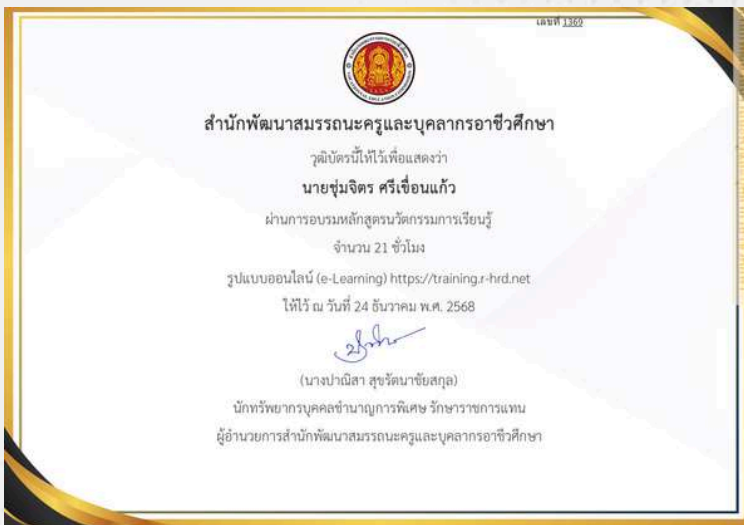 เลขที่ 1369
สำนักพัฒนาสมรรถนะครูและบุคลากรอาชีวศึกษา
วุฒิบัตรนี้ให้ไว้เพื่อแสดงว่า
นายชุ่มจิตร ศรีเขื่อนแก้ว
ผ่านการอบรมหลักสูตรนวัตกรรมการเรียนรู้
จำนวน 21 ชั่วโมง
รูปแบบออนไลน์ (e-Learning) https://training.r-hrd.net
ให้ไว้ ณ วันที่ 24 ธันวาคม พ.ศ. 2568
(นางปาณิสา สุขรัตนาชัยสกุล)
นักทรัพยากรบุคคลชำนาญการพิเศษ รักษาราชการแทน
ผู้อำนวยการสำนักพัฒนาสมรรถนะครูและบุคลากรอาชีวศึกษา